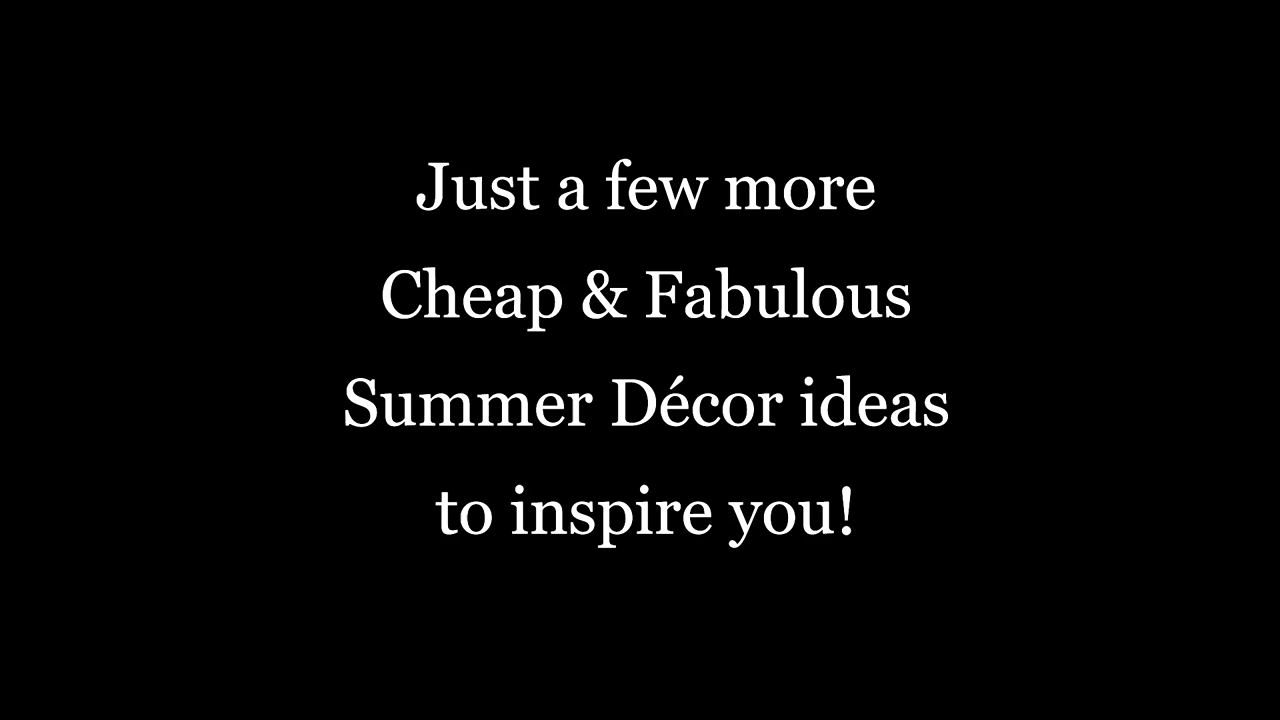 Just a few more
Cheap & Fabulous
Summer Décor ideas
to inspire you!